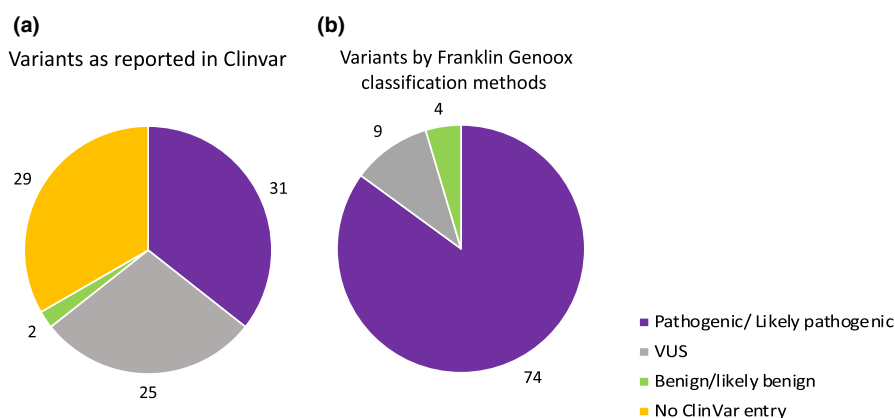 (a)
Variants as reported in Clinvar
29
31
2
25
(b)
Variants by Franklin Genoox
classification methods
4
9
74
Pathogenic/ Likely pathogenic
VUS
Benign/likely benign
No ClinVar entry